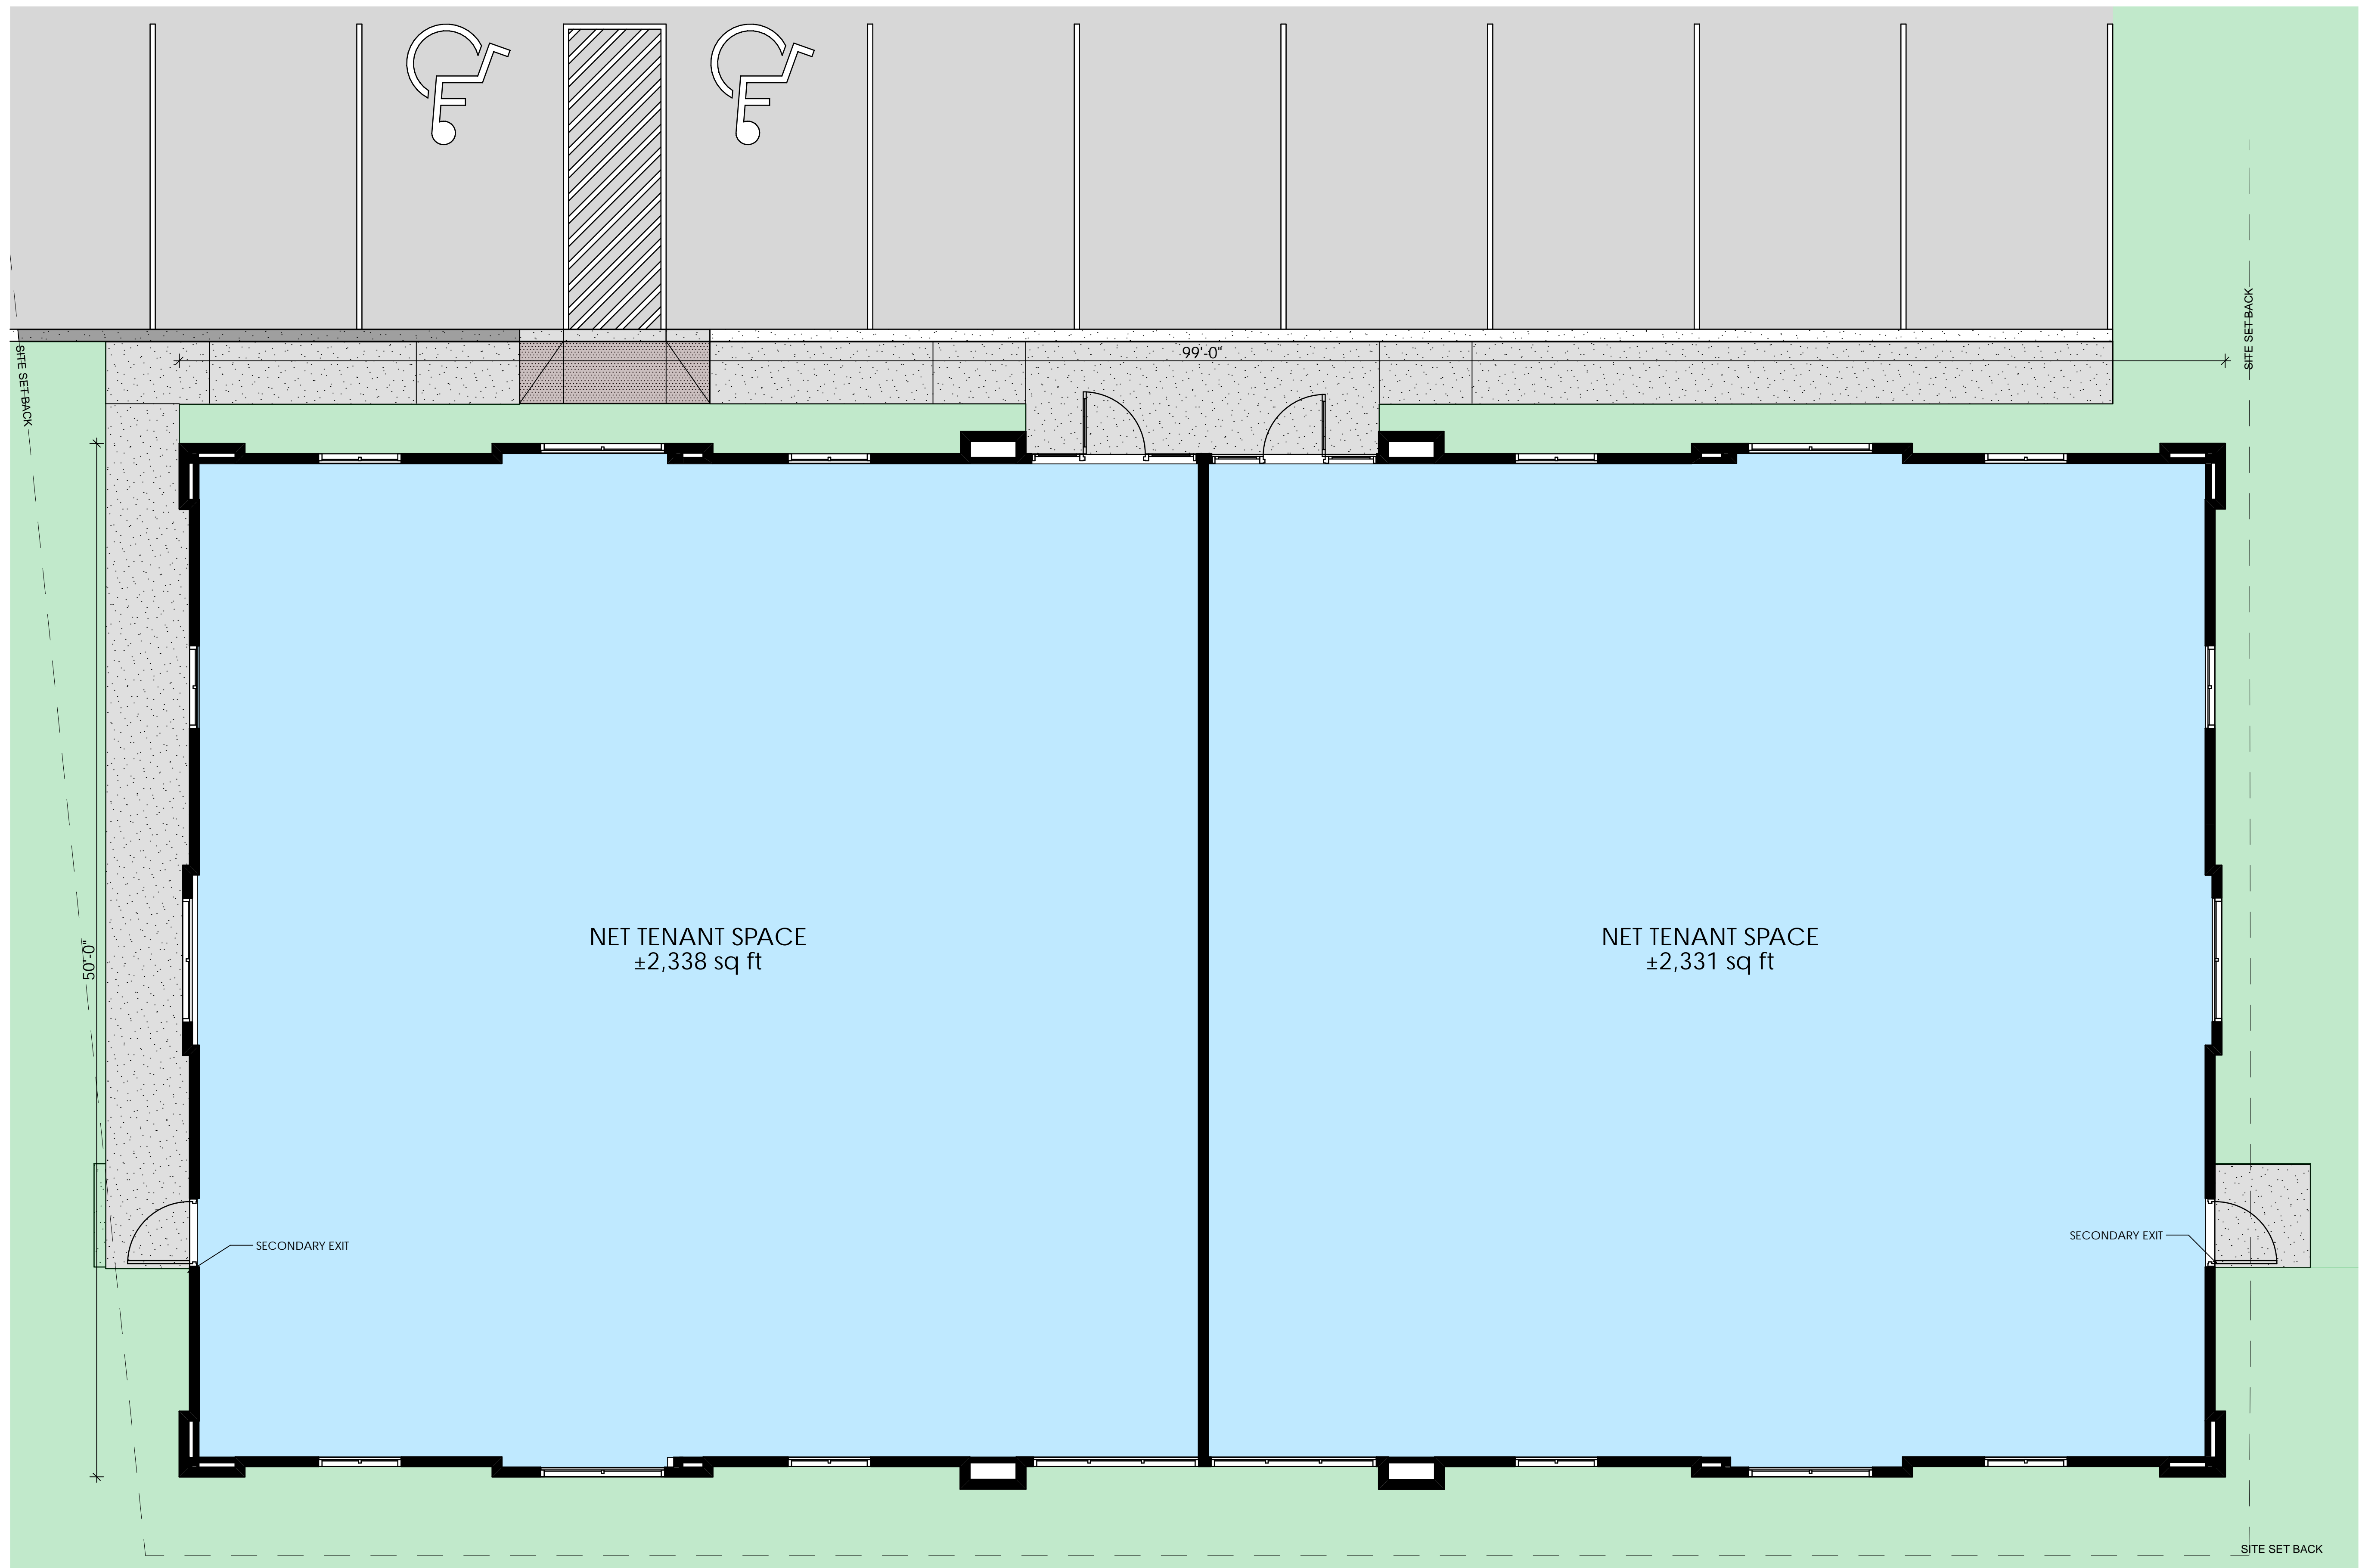 SITE SET BACK
SITE SET BACK
99'-0"
50'-0"
NET TENANT SPACE
±2,338 sq ft
NET TENANT SPACE
±2,331 sq ft
SECONDARY EXIT
SECONDARY EXIT
SITE SET BACK